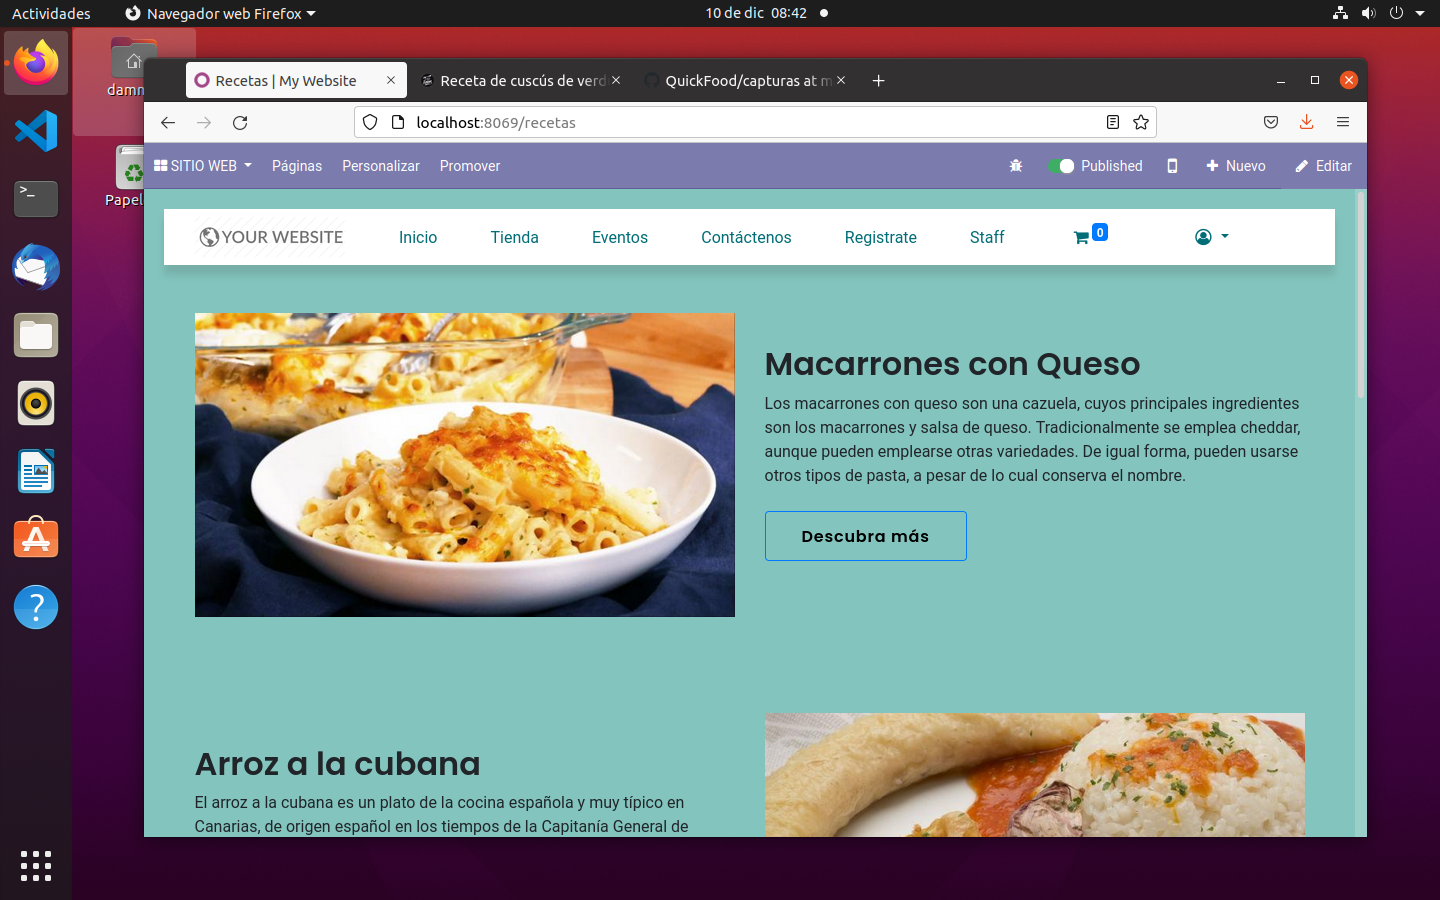 Actividades
Navegador web Firefox
10 de dic 08:42
Recetas | My Website
Receta de cuscús de verd
QuickFood/capturas at m
localhost:8069/recetas
SITIO WEB
Páginas
Personalizar
Promover
Published
Nuevo
Editar
YOUR WEBSITE
Inicio
Tienda
Eventos
Contáctenos
Registrate
Staff
0
Macarrones con Queso
Los macarrones con queso son una cazuela, cuyos principales ingredientes
son los macarrones y salsa de queso. Tradicionalmente se emplea cheddar,
aunque pueden emplearse otras variedades. De igual forma, pueden usarse
otros tipos de pasta, a pesar de lo cual conserva el nombre.
Descubra más
Arroz a la cubana
El arroz a la cubana es un plato de la cocina española y muy típico en
Canarias, de origen español en los tiempos de la Capitanía General de
damn
Papel